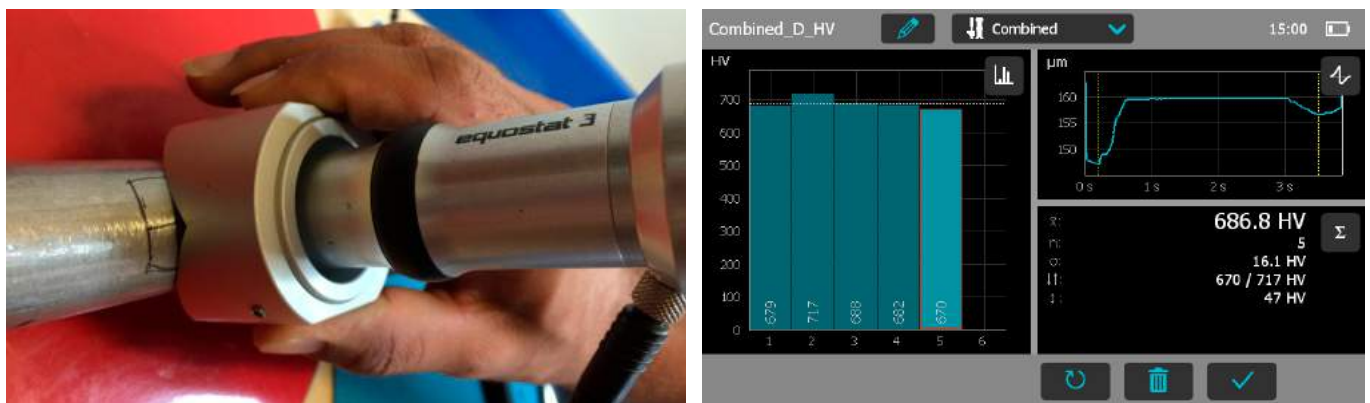 equostat 3
Combined_D_HV
Combined
15:00
HV
700
600
500
400
300
200
100
0
679
717
688
682
670
1 2 3 4 5 6
µm
160
155
150
0 s 1 s 2 s 3 s
686.8 HV
n: 5
σ: 16.1 HV
670 / 717 HV
47 HV
Σ